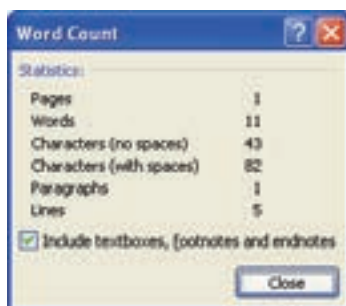 Word Count
Statistics:
Pages 1
Words 11
Characters (no spaces) 43
Characters (with spaces) 82
Paragraphs 1
Lines 5
Include textboxes, footnotes and endnotes
Close